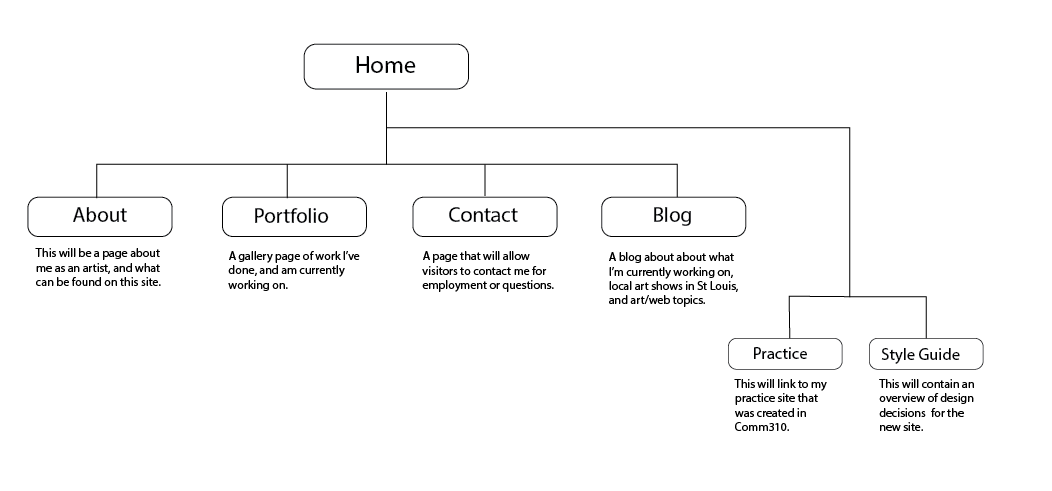 Home
About
This will be a page about
me as an artist, and what
can be found on this site.
Portfolio
A gallery page of work I've
done, and am currently
working on.
Contact
A page that will allow
visitors to contact me for
employment or questions.
Blog
A blog about about what
I'm currently working on,
local art shows in St Louis,
and art/web topics.
Practice
This will link to my
practice site that
was created in
Comm310.
Style Guide
This will contain an
overview of design
decisions  for the
new site.